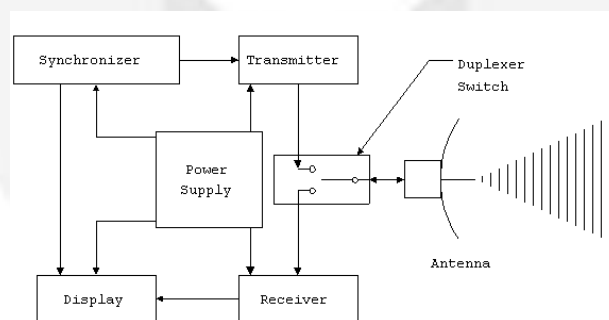 Synchronizer
Transmitter
Duplexer
Switch
Power
Supply
Antenna
Display
Receiver